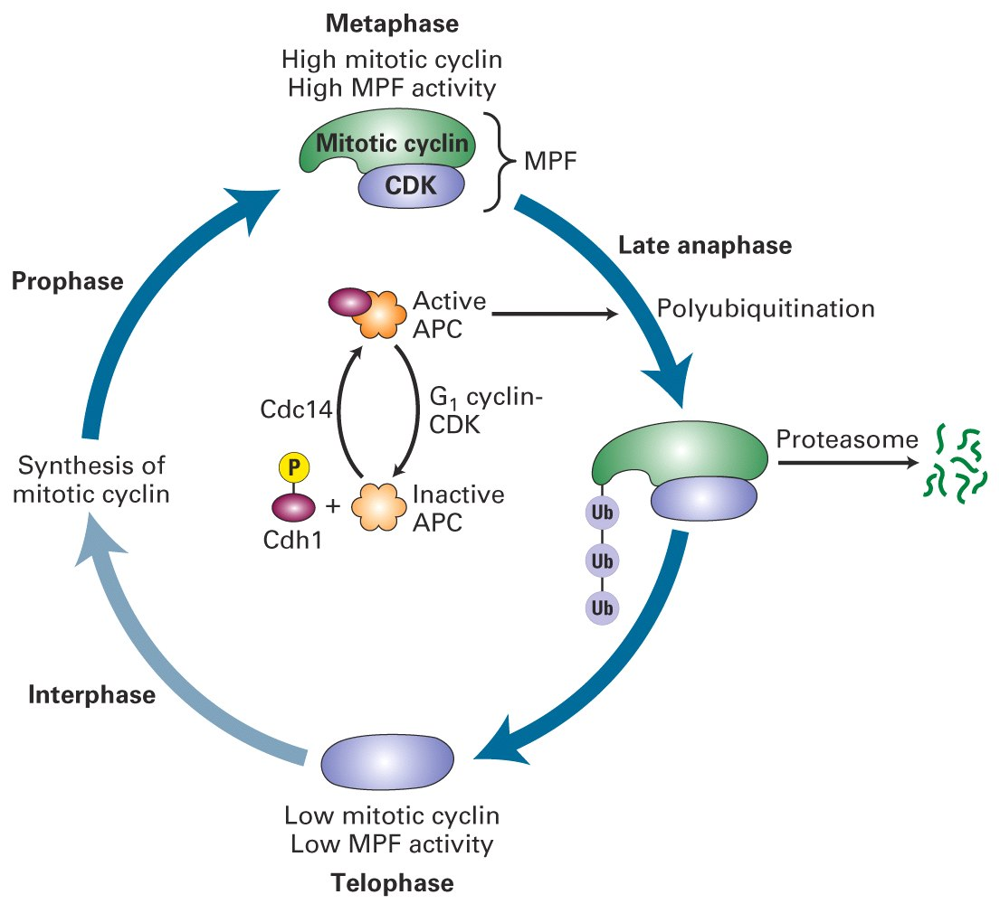 Metaphase
High mitotic cyclin
High MPF activity
Mitotic cyclin
CDK
MPF
Late anaphase
Polyubiquitination
Prophase
Active
APC
Cdc14
G₁ cyclin-
CDK
P
+
Cdh1
Inactive
APC
Proteasome
Ub
Ub
Ub
Synthesis of
mitotic cyclin
Interphase
Low mitotic cyclin
Low MPF activity
Telophase